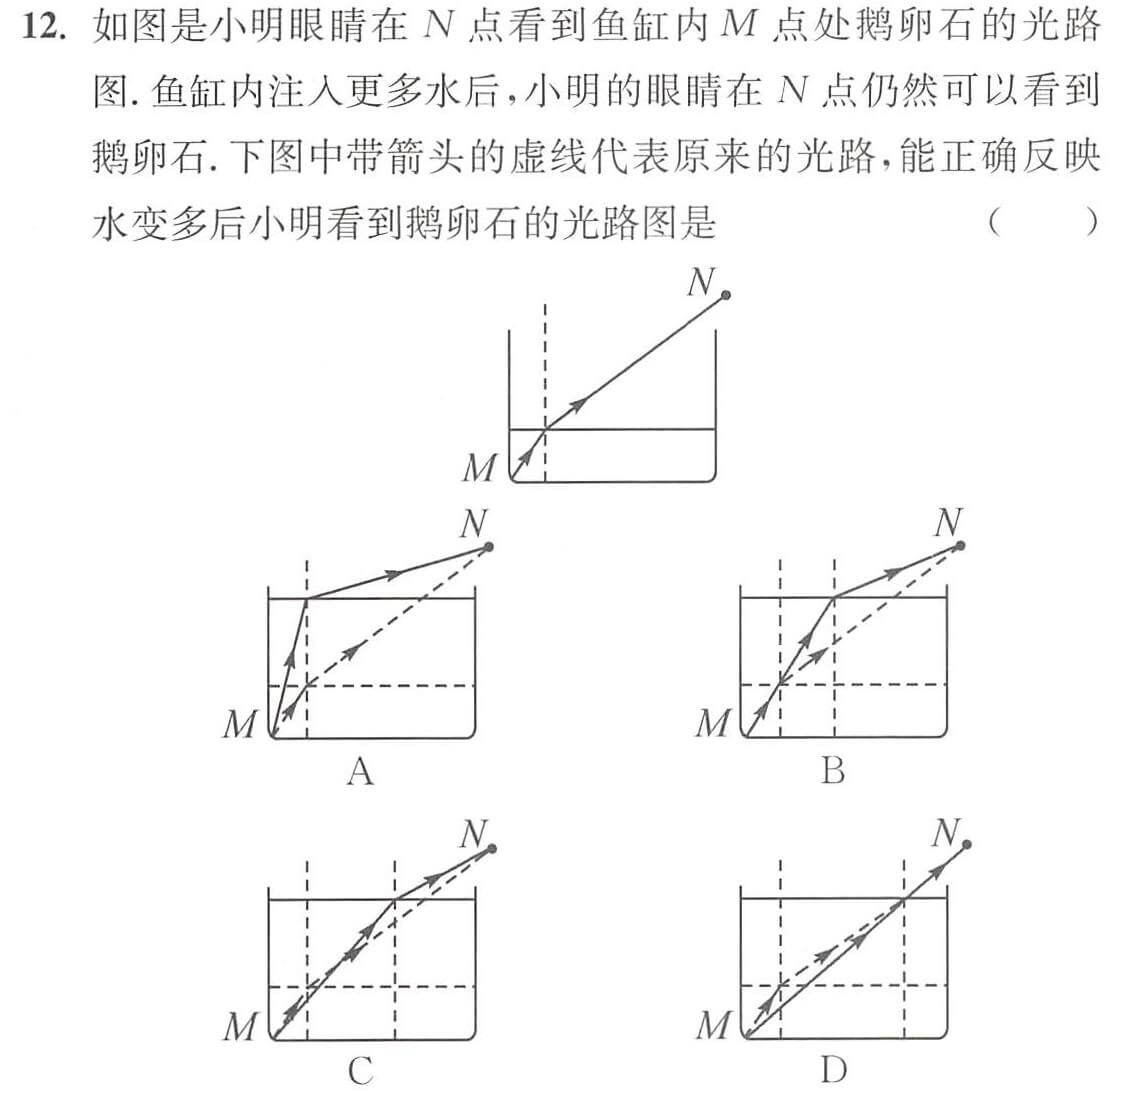 12. 如图是小明眼睛在 N 点看到鱼缸内 M 点处鹅卵石的光路
图. 鱼缸内注入更多水后,小明的眼睛在 N 点仍然可以看到
鹅卵石. 下图中带箭头的虚线代表原来的光路,能正确反映
水变多后小明看到鹅卵石的光路图是 ( )
N
M
N N
M M
A B
N N
M M
C D